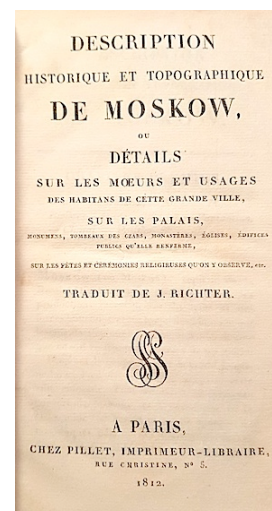 DESCRIPTION
HISTORIQUE ET TOPOGRAPHIQUE
DE MOSKOW,
OU
DÉTAILS
SUR LES MŒURS ET USAGES
DES HABITANS DE CETTE GRANDE VILLE,
SUR LES PALAIS,
MONUMENS, TOMBEAUX DES CZARS, MONASTÈRES, ÉGLISES, ÉDIFICES
PUBLICS QU'ELLE RENFERME,
SUR LES FÊTES ET CÉRÉMONIES RELIGIEUSES QU'ON Y OBSERVE, etc.
TRADUIT DE J. RICHTER.
A PARIS,
CHEZ PILLET, IMPRIMEUR-LIBRAIRE,
RUE CHRISTINE, N° 5.
1812.